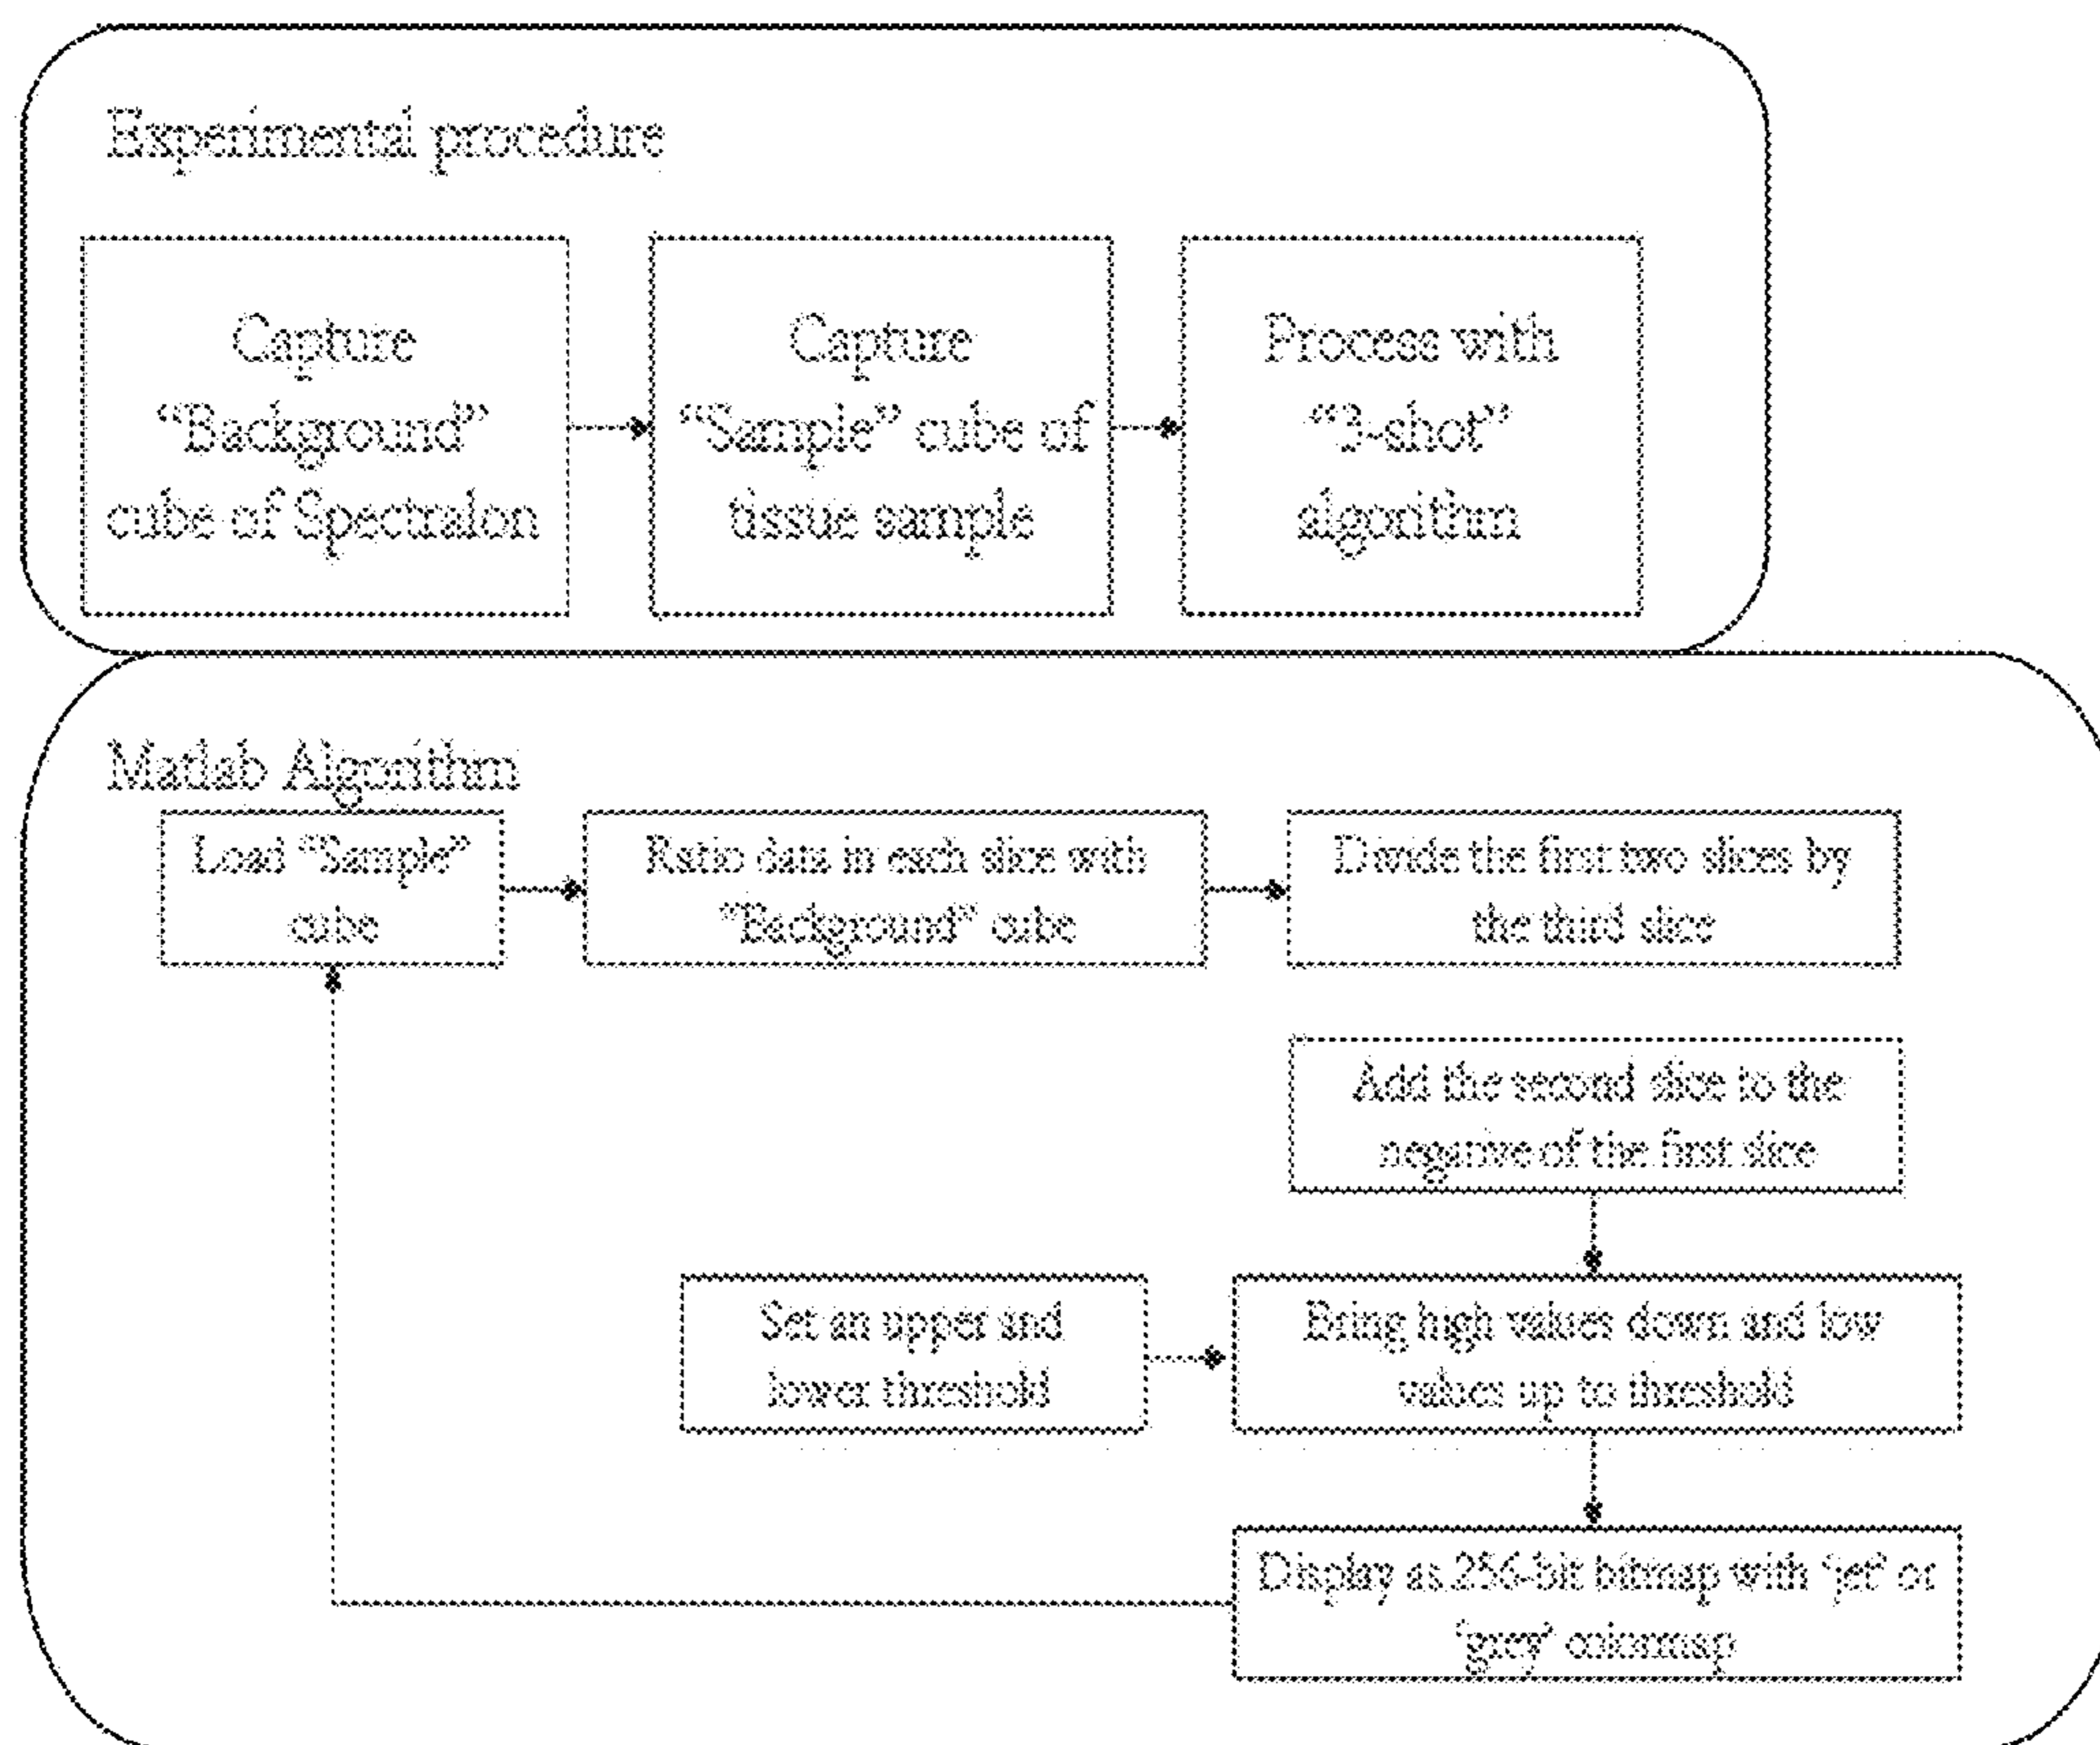 Experimental procedure
Capture
“Background”
cube of Spectralon
Capture
“Sample” cube of
tissue sample
Process with
“3-shot”
algorithm
Matlab Algorithm
Load “Sample”
cube
Ratio data in each slice with
“Background” cube
Divide the first two slices by
the third slice
Add the second slice to the
negative of the first slice
Set an upper and
lower threshold
Bring high values down and low
values up to threshold
Display as 256-bit bitmap with ‘jet’ or
‘grey’ colormap